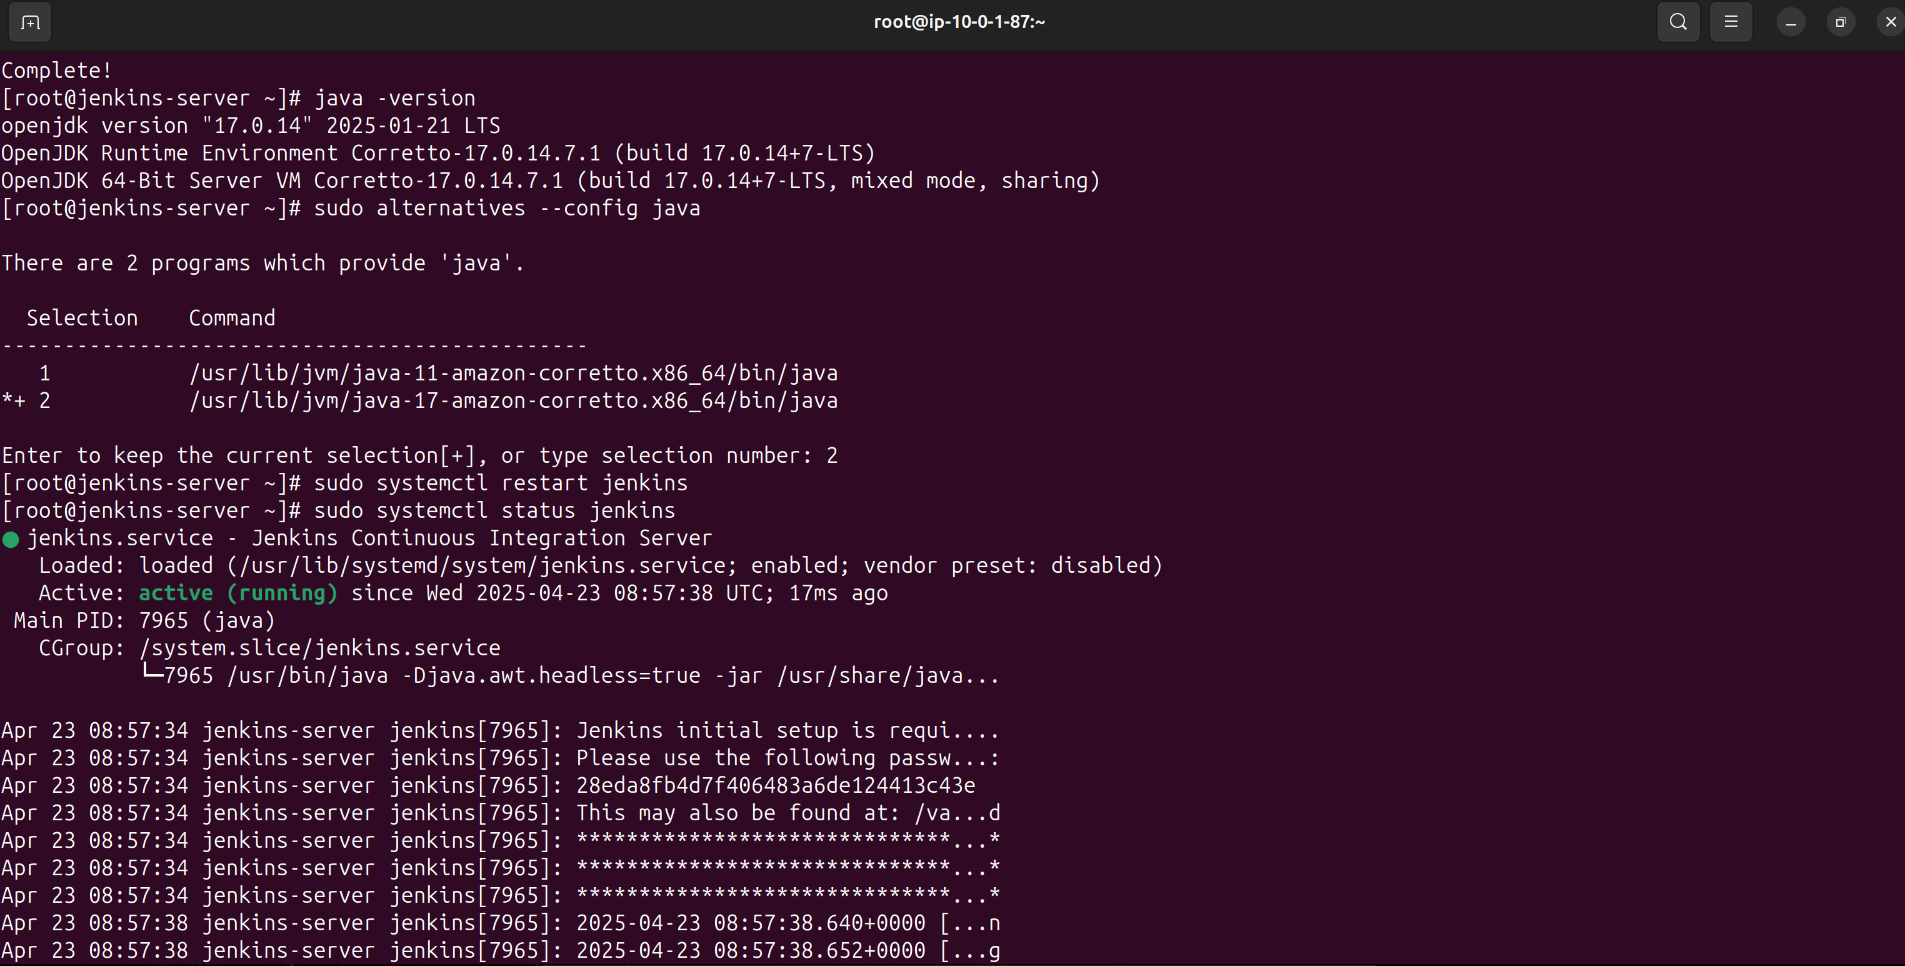 root@ip-10-0-1-87:~
Complete!
[root@jenkins-server ~]# java -version
openjdk version "17.0.14" 2025-01-21 LTS
OpenJDK Runtime Environment Corretto-17.0.14.7.1 (build 17.0.14+7-LTS)
OpenJDK 64-Bit Server VM Corretto-17.0.14.7.1 (build 17.0.14+7-LTS, mixed mode, sharing)
[root@jenkins-server ~]# sudo alternatives --config java
There are 2 programs which provide 'java'.
  Selection    Command
-----------------------------------------------
   1           /usr/lib/jvm/java-11-amazon-corretto.x86_64/bin/java
*+ 2           /usr/lib/jvm/java-17-amazon-corretto.x86_64/bin/java
Enter to keep the current selection[+], or type selection number: 2
[root@jenkins-server ~]# sudo systemctl restart jenkins
[root@jenkins-server ~]# sudo systemctl status jenkins
● jenkins.service - Jenkins Continuous Integration Server
   Loaded: loaded (/usr/lib/systemd/system/jenkins.service; enabled; vendor preset: disabled)
   Active: active (running) since Wed 2025-04-23 08:57:38 UTC; 17ms ago
 Main PID: 7965 (java)
   CGroup: /system.slice/jenkins.service
           └─7965 /usr/bin/java -Djava.awt.headless=true -jar /usr/share/java...
Apr 23 08:57:34 jenkins-server jenkins[7965]: Jenkins initial setup is requi....
Apr 23 08:57:34 jenkins-server jenkins[7965]: Please use the following passw...:
Apr 23 08:57:34 jenkins-server jenkins[7965]: 28eda8fb4d7f406483a6de124413c43e
Apr 23 08:57:34 jenkins-server jenkins[7965]: This may also be found at: /va...d
Apr 23 08:57:34 jenkins-server jenkins[7965]: ******************************...*
Apr 23 08:57:34 jenkins-server jenkins[7965]: ******************************...*
Apr 23 08:57:34 jenkins-server jenkins[7965]: ******************************...*
Apr 23 08:57:38 jenkins-server jenkins[7965]: 2025-04-23 08:57:38.640+0000 [...n
Apr 23 08:57:38 jenkins-server jenkins[7965]: 2025-04-23 08:57:38.652+0000 [...g